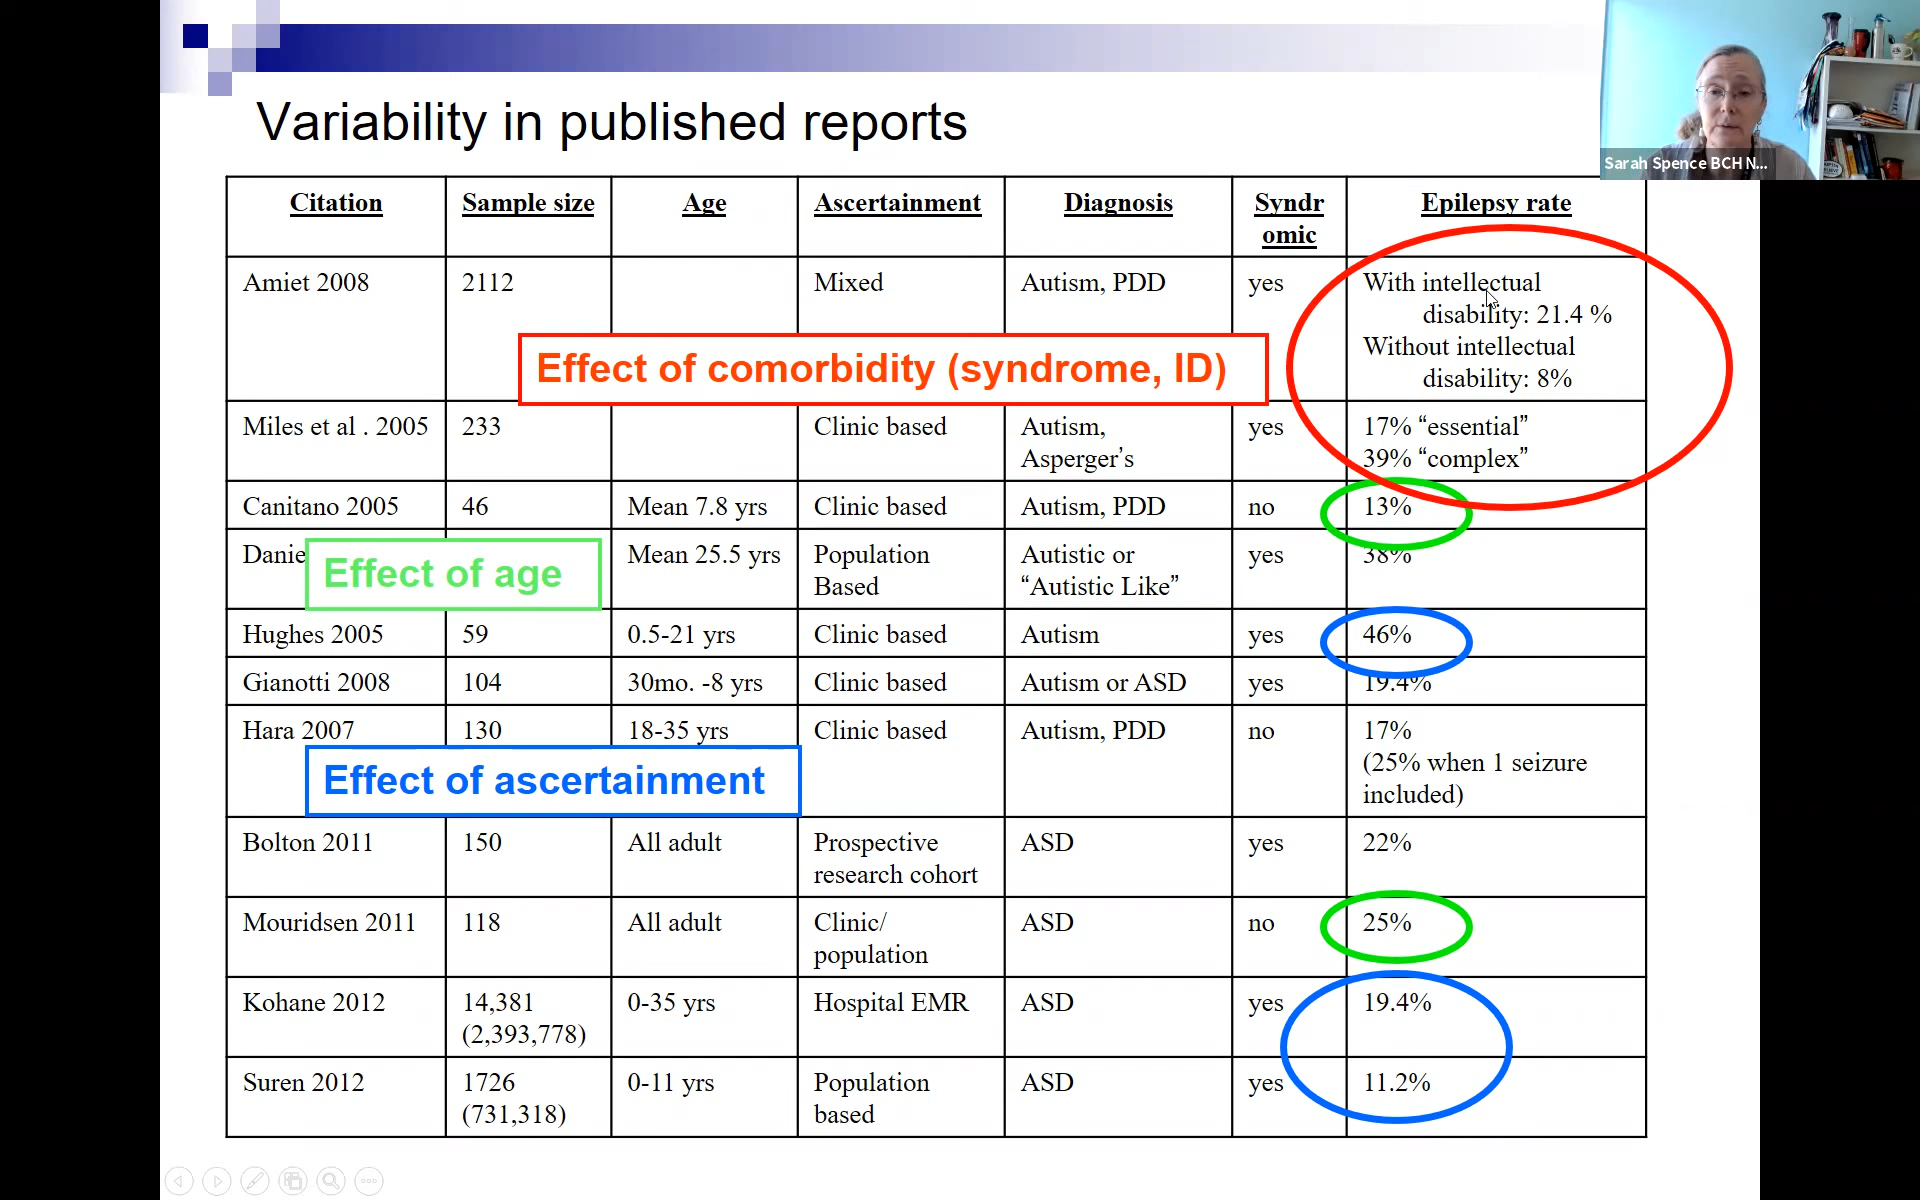 Variability in published reports
Sarah Spence BCH N...
Citation
Sample size
Age
Ascertainment
Diagnosis
Syndr
omic
Epilepsy rate
Amiet 2008
2112
Mixed
Autism, PDD
yes
With intellectual
disability: 21.4 %
Without intellectual
disability: 8%
Effect of comorbidity (syndrome, ID)
Miles et al . 2005
233
Clinic based
Autism,
Asperger’s
yes
17% “essential”
39% “complex”
Canitano 2005
46
Mean 7.8 yrs
Clinic based
Autism, PDD
no
13%
Mean 25.5 yrs
Population
Based
Autistic or
“Autistic Like”
yes
38%
Effect of age
Hughes 2005
59
0.5-21 yrs
Clinic based
Autism
yes
46%
Gianotti 2008
104
30mo. -8 yrs
Clinic based
Autism or ASD
yes
19.4%
Hara 2007
130
18-35 yrs
Clinic based
Autism, PDD
no
17%
(25% when 1 seizure
included)
Effect of ascertainment
Bolton 2011
150
All adult
Prospective
research cohort
ASD
yes
22%
Mouridsen 2011
118
All adult
Clinic/
population
ASD
no
25%
Kohane 2012
14,381
(2,393,778)
0-35 yrs
Hospital EMR
ASD
yes
19.4%
Suren 2012
1726
(731,318)
0-11 yrs
Population
based
ASD
yes
11.2%